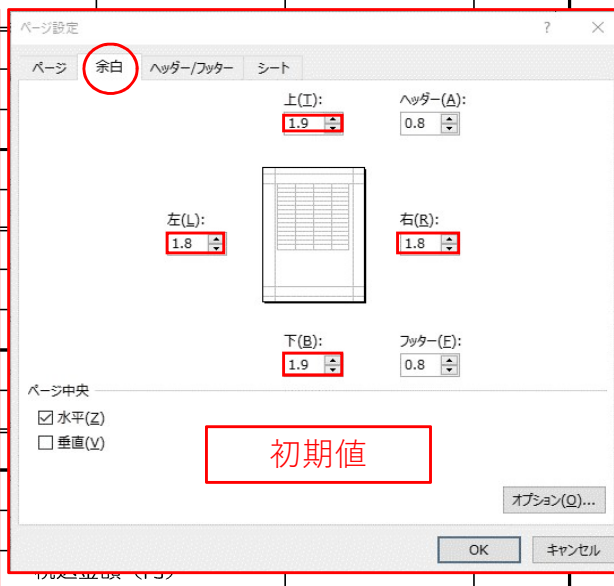 ページ設定
? ×
ページ 余白 ヘッダー/フッター シート
上(T): ヘッダー(A):
1.9 0.8
左(L): 右(R):
1.8 1.8
下(B): フッター(F):
1.9 0.8
ページ中央
水平(Z)
垂直(V)
初期値
オプション(O)...
OK キャンセル